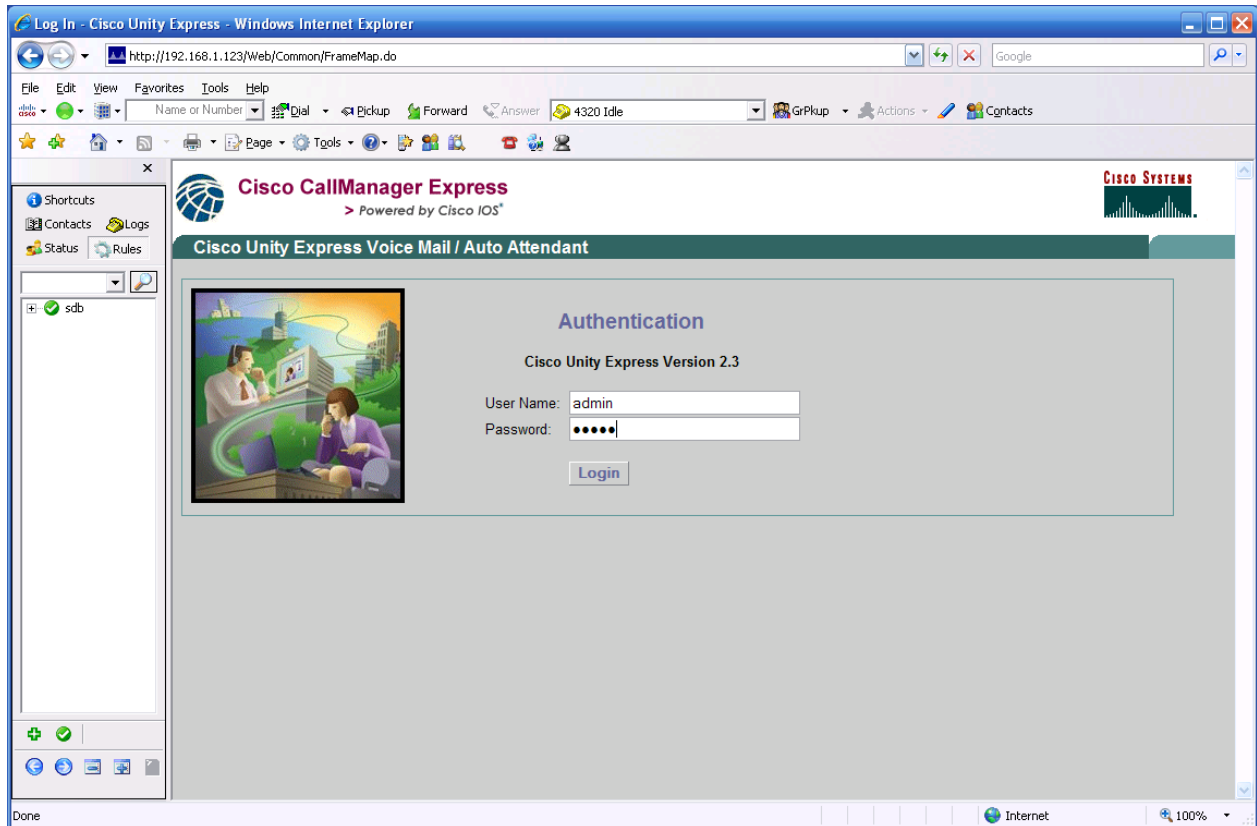 Log In - Cisco Unity Express - Windows Internet Explorer
http://192.168.1.123/Web/Common/FrameMap.do
Google
File Edit View Favorites Tools Help
Name or Number Dial Pickup Forward Answer 4320 Idle GrPkup Actions Contacts
Page Tools
Shortcuts
Contacts Logs
Status Rules
sdb
Cisco CallManager Express
> Powered by Cisco IOS®
CISCO SYSTEMS
Cisco Unity Express Voice Mail / Auto Attendant
Authentication
Cisco Unity Express Version 2.3
User Name: admin
Password: •••••
Login
Done
Internet
100%